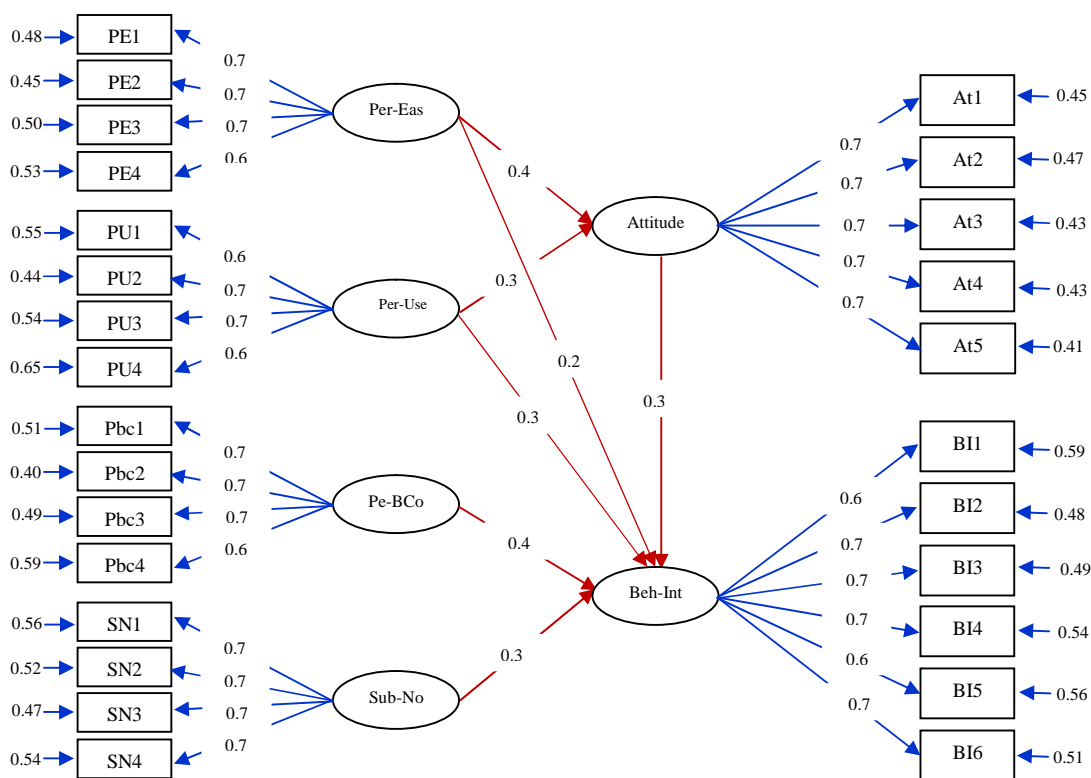 0.48 PE1
0.7
0.45 PE2
0.7
0.50 PE3
0.7
0.53 PE4
0.6
Per-Eas
0.55 PU1
0.6
0.44 PU2
0.7
0.54 PU3
0.7
0.65 PU4
0.6
Per-Use
0.51 Pbc1
0.7
0.40 Pbc2
0.7
0.49 Pbc3
0.7
0.59 Pbc4
0.6
Pe-BCo
0.56 SN1
0.7
0.52 SN2
0.7
0.47 SN3
0.7
0.54 SN4
0.7
Sub-No
0.4
0.3
0.2
0.3
0.3
0.4
0.3
Attitude
0.7
At1 0.45
0.7
At2 0.47
0.7
At3 0.43
0.7
At4 0.43
0.7
At5 0.41
Beh-Int
0.6
BI1 0.59
0.7
BI2 0.48
0.7
BI3 0.49
0.7
BI4 0.54
0.6
BI5 0.56
0.7
BI6 0.51